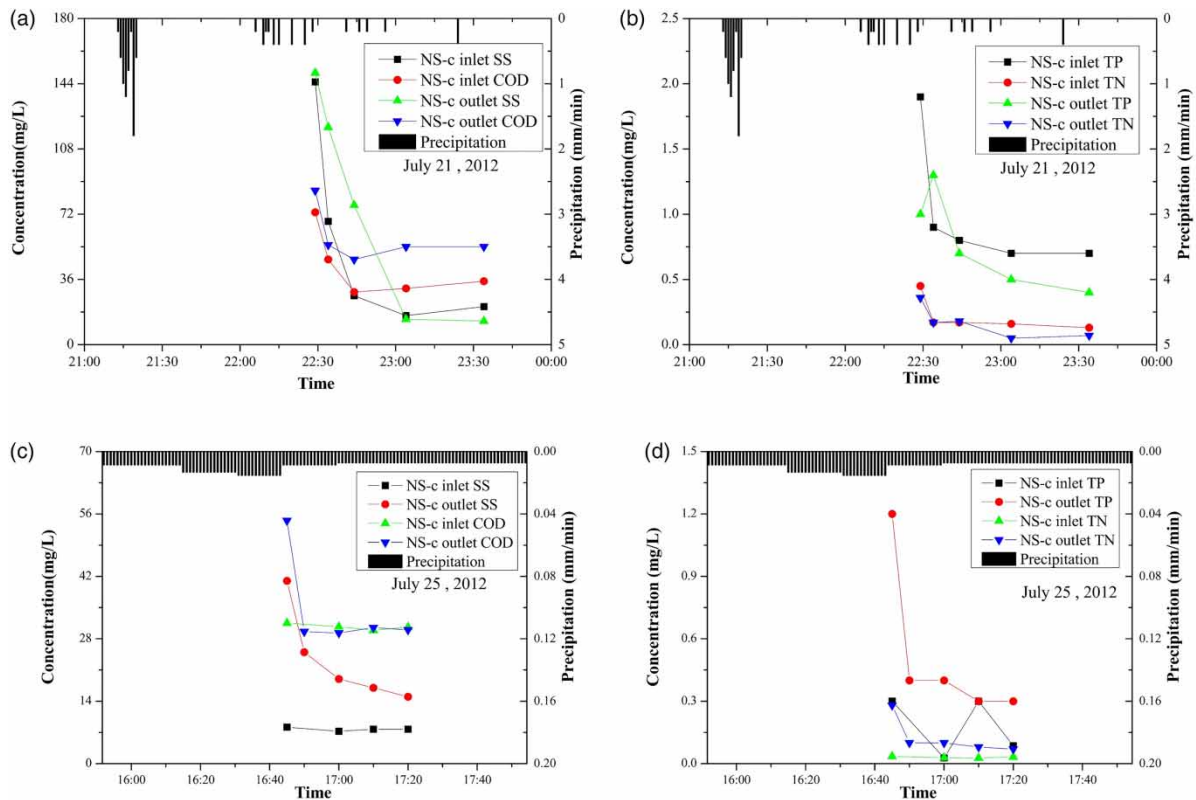 (a)
180
144
108
72
36
0
Concentration(mg/L)
NS-c inlet SS
NS-c inlet COD
NS-c outlet SS
NS-c outlet COD
Precipitation
July 21 , 2012
0
1
2
3
4
5
Precipitation (mm/min)
21:00 21:30 22:00 22:30 23:00 23:30 00:00
Time
(b)
2.5
2.0
1.5
1.0
0.5
0.0
Concentration(mg/L)
NS-c inlet TP
NS-c inlet TN
NS-c outlet TP
NS-c outlet TN
Precipitation
July 21 , 2012
0
1
2
3
4
5
Precipitation (mm/min)
21:00 21:30 22:00 22:30 23:00 23:30 00:00
Time
(c)
70
56
42
28
14
0
Concentration(mg/L)
NS-c inlet SS
NS-c outlet SS
NS-c inlet COD
NS-c outlet COD
Precipitation
July 25 , 2012
0.00
0.04
0.08
0.12
0.16
0.20
Precipitation (mm/min)
16:00 16:20 16:40 17:00 17:20 17:40
Time
(d)
1.5
1.2
0.9
0.6
0.3
0.0
Concentration (mg/L)
NS-c inlet TP
NS-c outlet TP
NS-c inlet TN
NS-c outlet TN
Precipitation
July 25 , 2012
0.00
0.04
0.08
0.12
0.16
0.20
Precipitation (mm/min)
16:00 16:20 16:40 17:00 17:20 17:40
Time